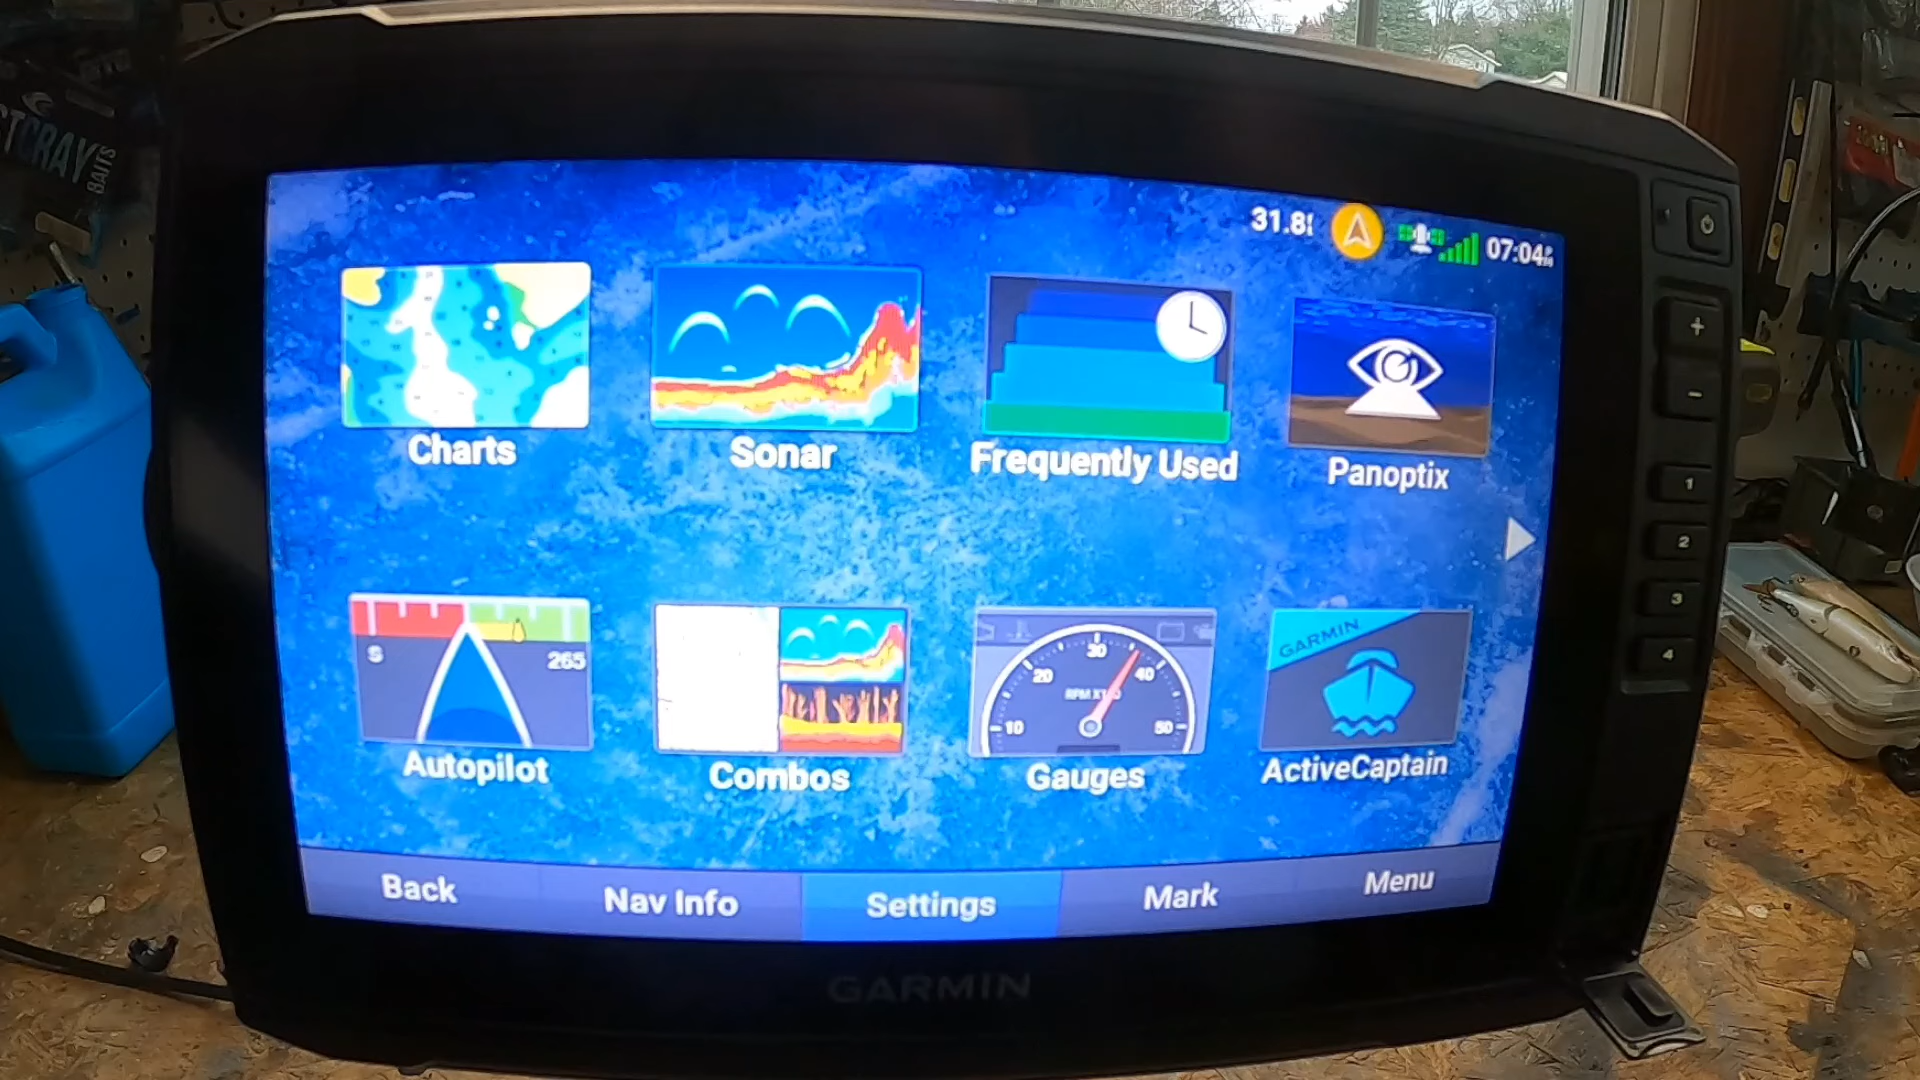 BAITS
31.8
07:04
Charts
Sonar
Frequently Used
Panoptix
S
265
10
20
30
40
50
GARMIN
Autopilot
Combos
Gauges
ActiveCaptain
Back
Nav Info
Settings
Mark
Menu
GARMIN
+
-
1
2
3
4